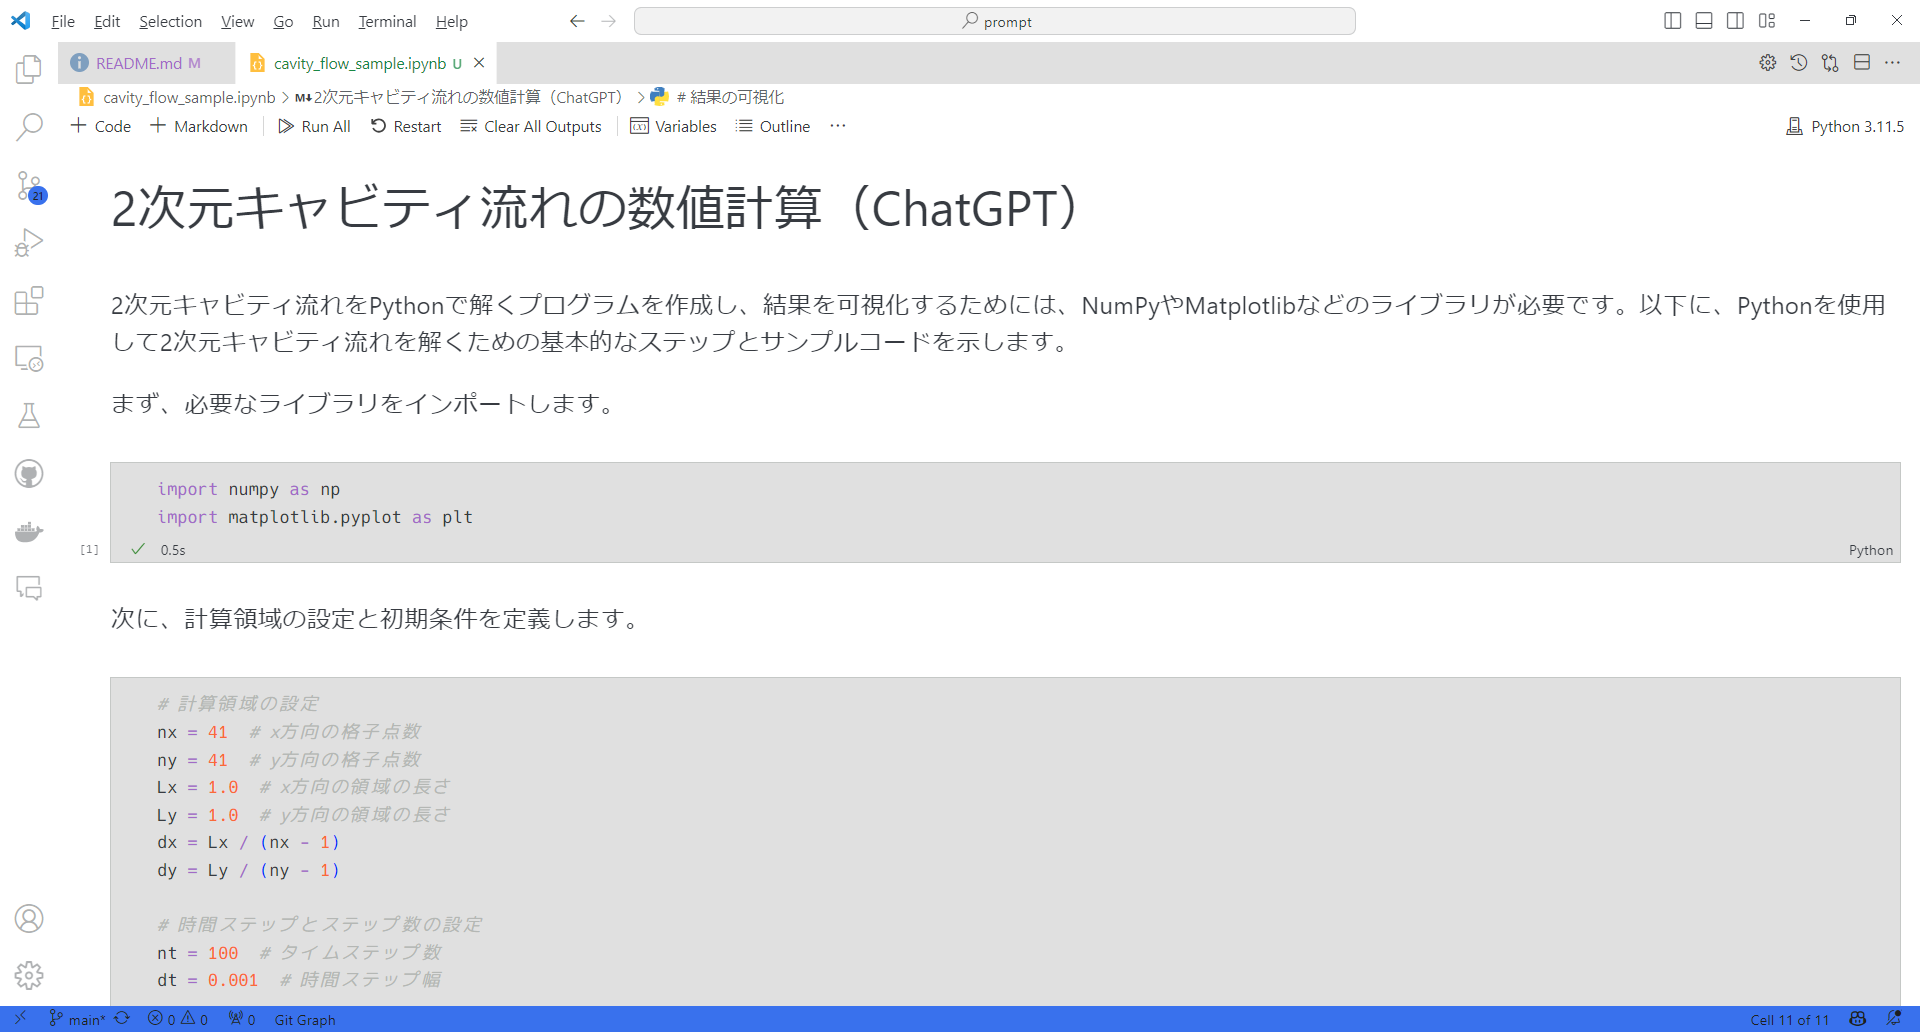 File Edit Selection View Go Run Terminal Help
prompt
README.md M
cavity_flow_sample.ipynb U
cavity_flow_sample.ipynb > M↓2次元キャビティ流れの数値計算（ChatGPT） > # 結果の可視化
+ Code + Markdown Run All Restart Clear All Outputs Variables Outline ...
Python 3.11.5
21
2次元キャビティ流れの数値計算（ChatGPT）
2次元キャビティ流れをPythonで解くプログラムを作成し、結果を可視化するためには、NumPyやMatplotlibなどのライブラリが必要です。以下に、Pythonを使用
して2次元キャビティ流れを解くための基本的なステップとサンプルコードを示します。
まず、必要なライブラリをインポートします。
import numpy as np
import matplotlib.pyplot as plt
[1] ✓ 0.5s
Python
次に、計算領域の設定と初期条件を定義します。
# 計算領域の設定
nx = 41  # x方向の格子点数
ny = 41  # y方向の格子点数
Lx = 1.0  # x方向の領域の長さ
Ly = 1.0  # y方向の領域の長さ
dx = Lx / (nx - 1)
dy = Ly / (ny - 1)
# 時間ステップとステップ数の設定
nt = 100  # タイムステップ数
dt = 0.001  # 時間ステップ幅
main* 0 0 0 Git Graph
Cell 11 of 11